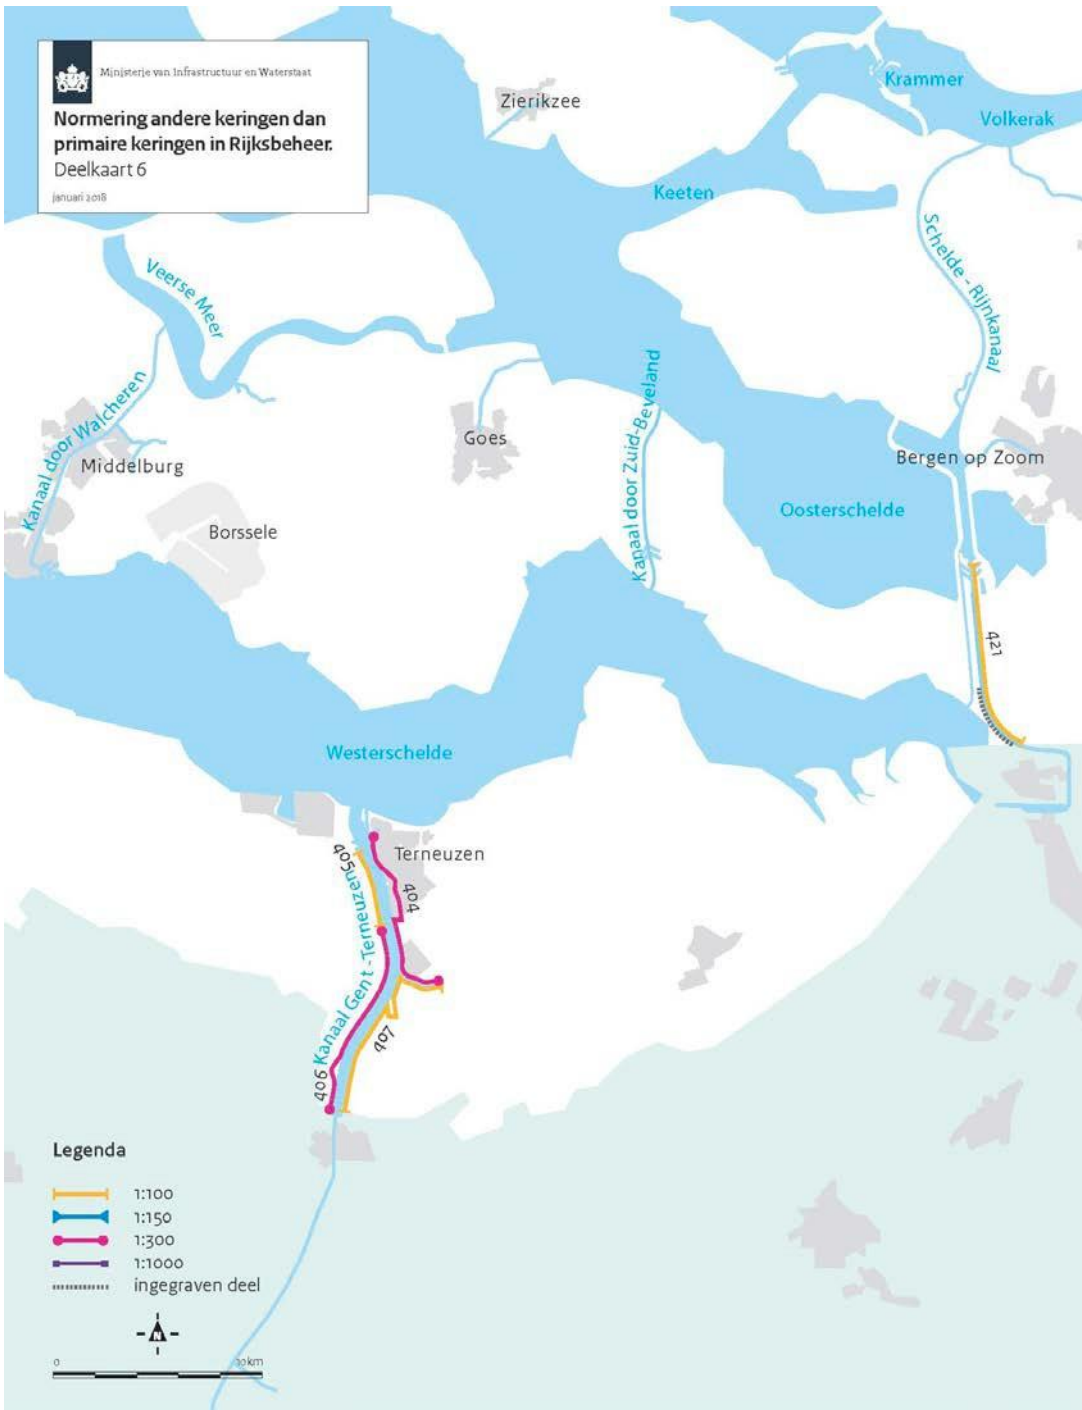 Ministerie van Infrastructuur en Waterstaat
Normering andere keringen dan
primaire keringen in Rijksbeheer.
Deelkaart 6
januari 2018
Zierikzee
Krammer
Volkerak
Keeten
Schelde - Rijnkanaal
Veerse Meer
Kanaal door Walcheren
Middelburg
Goes
Kanaal door Zuid-Beveland
Bergen op Zoom
Oosterschelde
Borssele
421
Westerschelde
405
Terneuzen
404
Kanaal Gent -Terneuzen
407
406
Legenda
1:100
1:150
1:300
1:1000
ingegraven deel
N
0 10 km